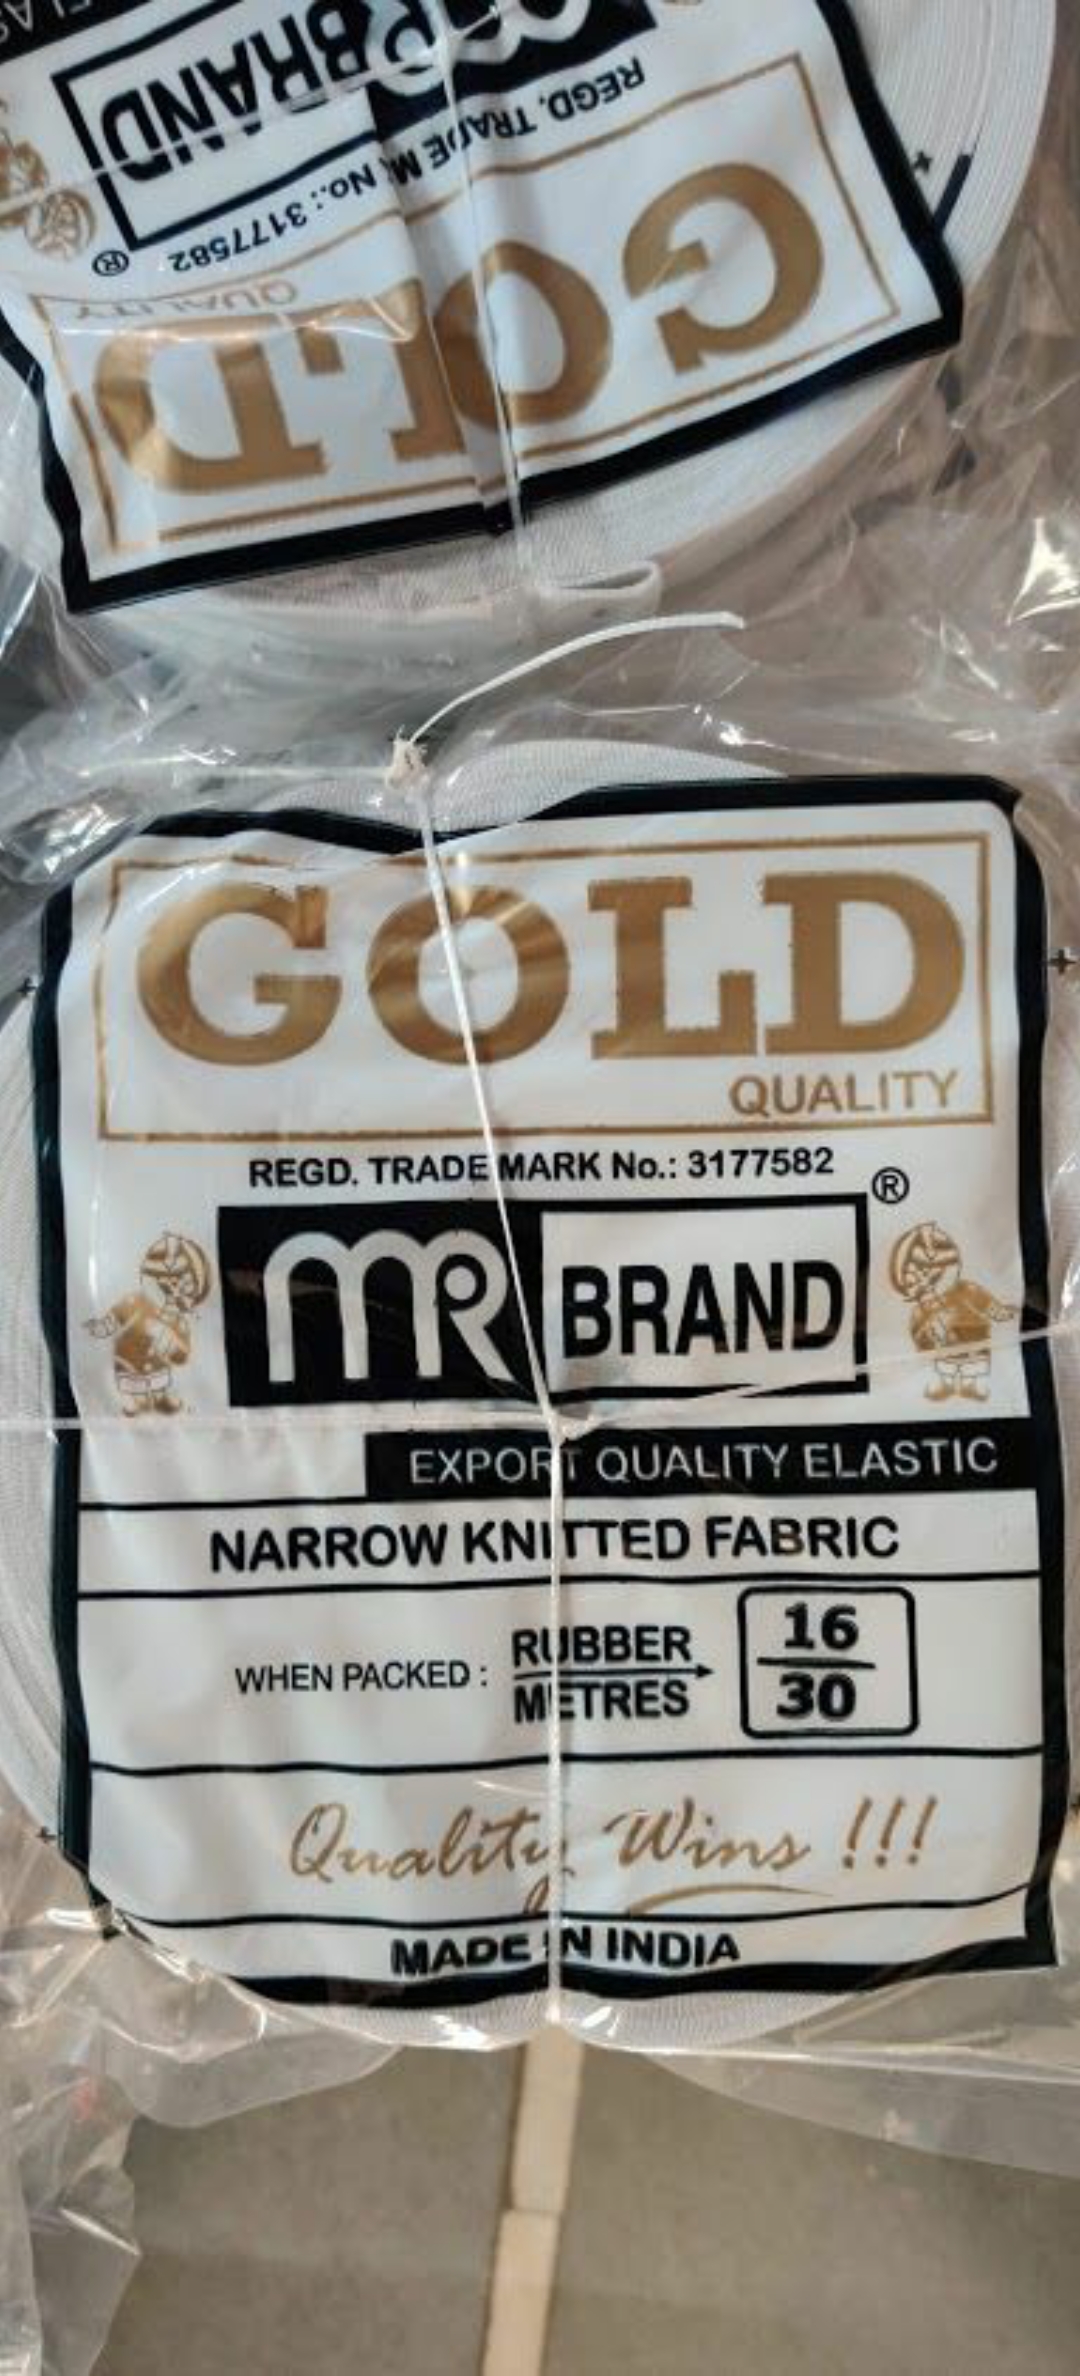 ELAS
MR BRAND
REGD. TRADE M No.: 3177582
®
QUALITY
GOLD
GOLD
QUALITY
REGD. TRADE MARK No.: 3177582
®
MR BRAND
EXPORT QUALITY ELASTIC
NARROW KNITTED FABRIC
WHEN PACKED : RUBBER 16
METRES 30
Quality Wins !!!
MADE IN INDIA